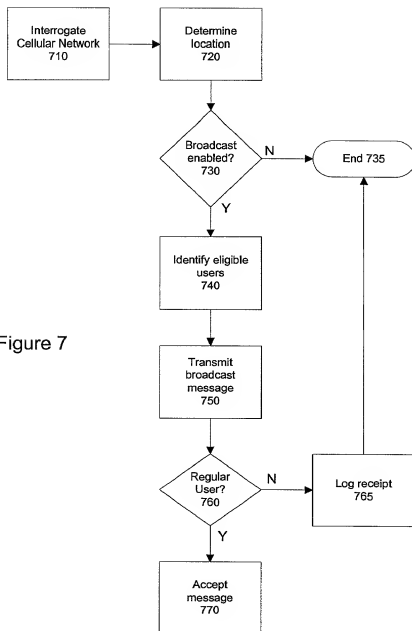 Interrogate
Cellular Network
710
Determine
location
720
Broadcast
enabled?
730
N
End 735
Y
Identify eligible
users
740
Figure 7
Transmit
broadcast
message
750
Regular
User?
760
N
Log receipt
765
Y
Accept
message
770